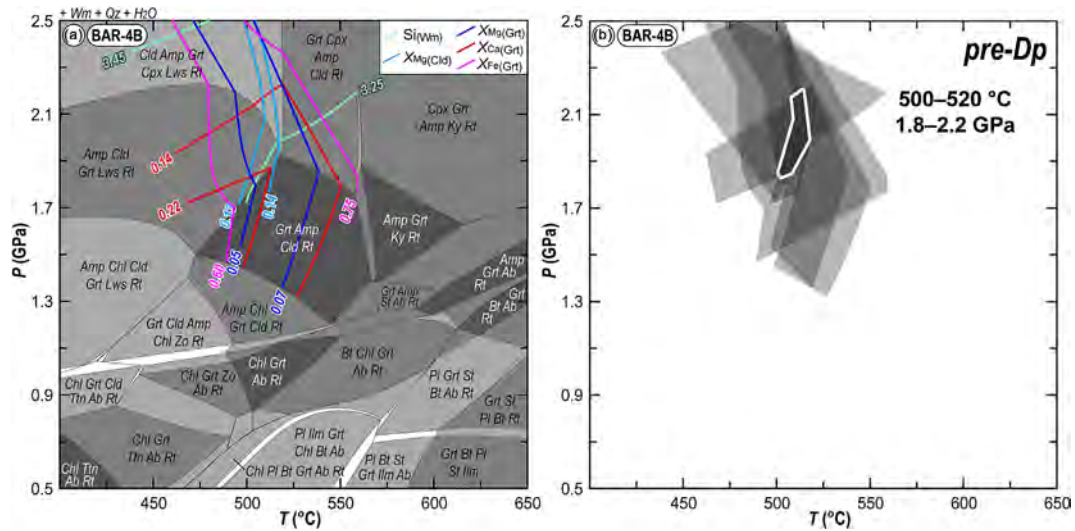 + Wm + Qz + H2O
a BAR-4B
Si(Wm)
XMg(Cld)
XMg(Grt)
XCa(Grt)
XFe(Grt)
3.45
Cld Amp Grt
Cpx Lws Rt
Grt Cpx
Amp
Cld Rt
3.25
Cpx Grt
Amp Ky Rt
Amp Cld
Grt Lws Rt
0.14
0.22
0.14
0.75
0.60
0.05
0.07
Grt Amp
Cld Rt
Amp Grt
Ky Rt
Amp Chl Cld
Grt Lws Rt
Amp Chl
Grt Cld Rt
Grt Amp
St Ab Rt
Amp
Grt Ab
Rt
Grt
Bt Ab
Rt
Grt Cld Amp
Chl Zo Rt
Chl Grt
Ab Rt
Bt Chl Grt
Ab Rt
Chl Grt Cld
Ttn Ab Rt
Chl Grt Zo
Ab Rt
Pl Grt St
Bt Ab Rt
Grt St
Pl Bt Rt
Chl Grt
Ttn Ab Rt
Pl Ilm Grt
Chl Bt Ab
Chl Ttn
Ab Rt
Chl Pl Bt Grt Ab Rt
Pl Bt St
Grt Ilm Ab
Grt Bt Pl
St Ilm
2.5
2.1
1.7
1.3
0.9
0.5
P (GPa)
450 500 550 600 650
T (°C)
b BAR-4B
pre-Dp
500–520 °C
1.8–2.2 GPa
2.5
2.1
1.7
1.3
0.9
0.5
P (GPa)
450 500 550 600 650
T (°C)